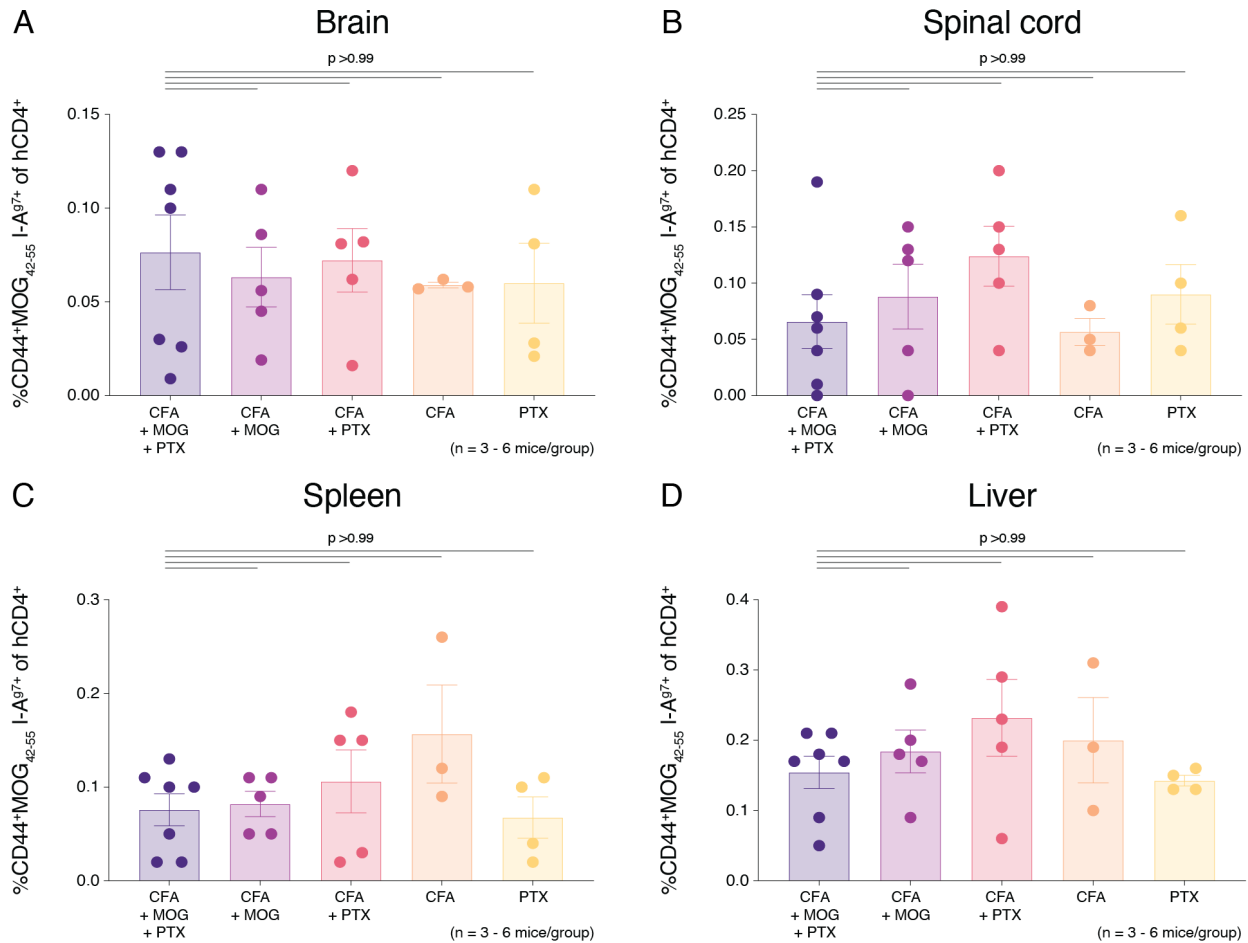 A
Brain
p >0.99
%CD44⁺MOG₄₂₋₅₅ I-Aᵍ⁷⁺ of hCD4⁺
0.15
0.10
0.05
0.00
CFA + MOG + PTX
CFA + MOG
CFA + PTX
CFA
PTX
(n = 3 - 6 mice/group)
B
Spinal cord
p >0.99
%CD44⁺MOG₄₂₋₅₅ I-Aᵍ⁷⁺ of hCD4⁺
0.25
0.20
0.15
0.10
0.05
0.00
CFA + MOG + PTX
CFA + MOG
CFA + PTX
CFA
PTX
(n = 3 - 6 mice/group)
C
Spleen
p >0.99
%CD44⁺MOG₄₂₋₅₅ I-Aᵍ⁷⁺ of hCD4⁺
0.3
0.2
0.1
0.0
CFA + MOG + PTX
CFA + MOG
CFA + PTX
CFA
PTX
(n = 3 - 6 mice/group)
D
Liver
p >0.99
%CD44⁺MOG₄₂₋₅₅ I-Aᵍ⁷⁺ of hCD4⁺
0.4
0.3
0.2
0.1
0.0
CFA + MOG + PTX
CFA + MOG
CFA + PTX
CFA
PTX
(n = 3 - 6 mice/group)